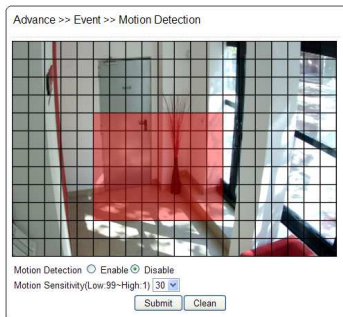 Advance >> Event >> Motion Detection
Motion Detection Enable Disable
Motion Sensitivity(Low:99~High:1) 30
Submit Clean